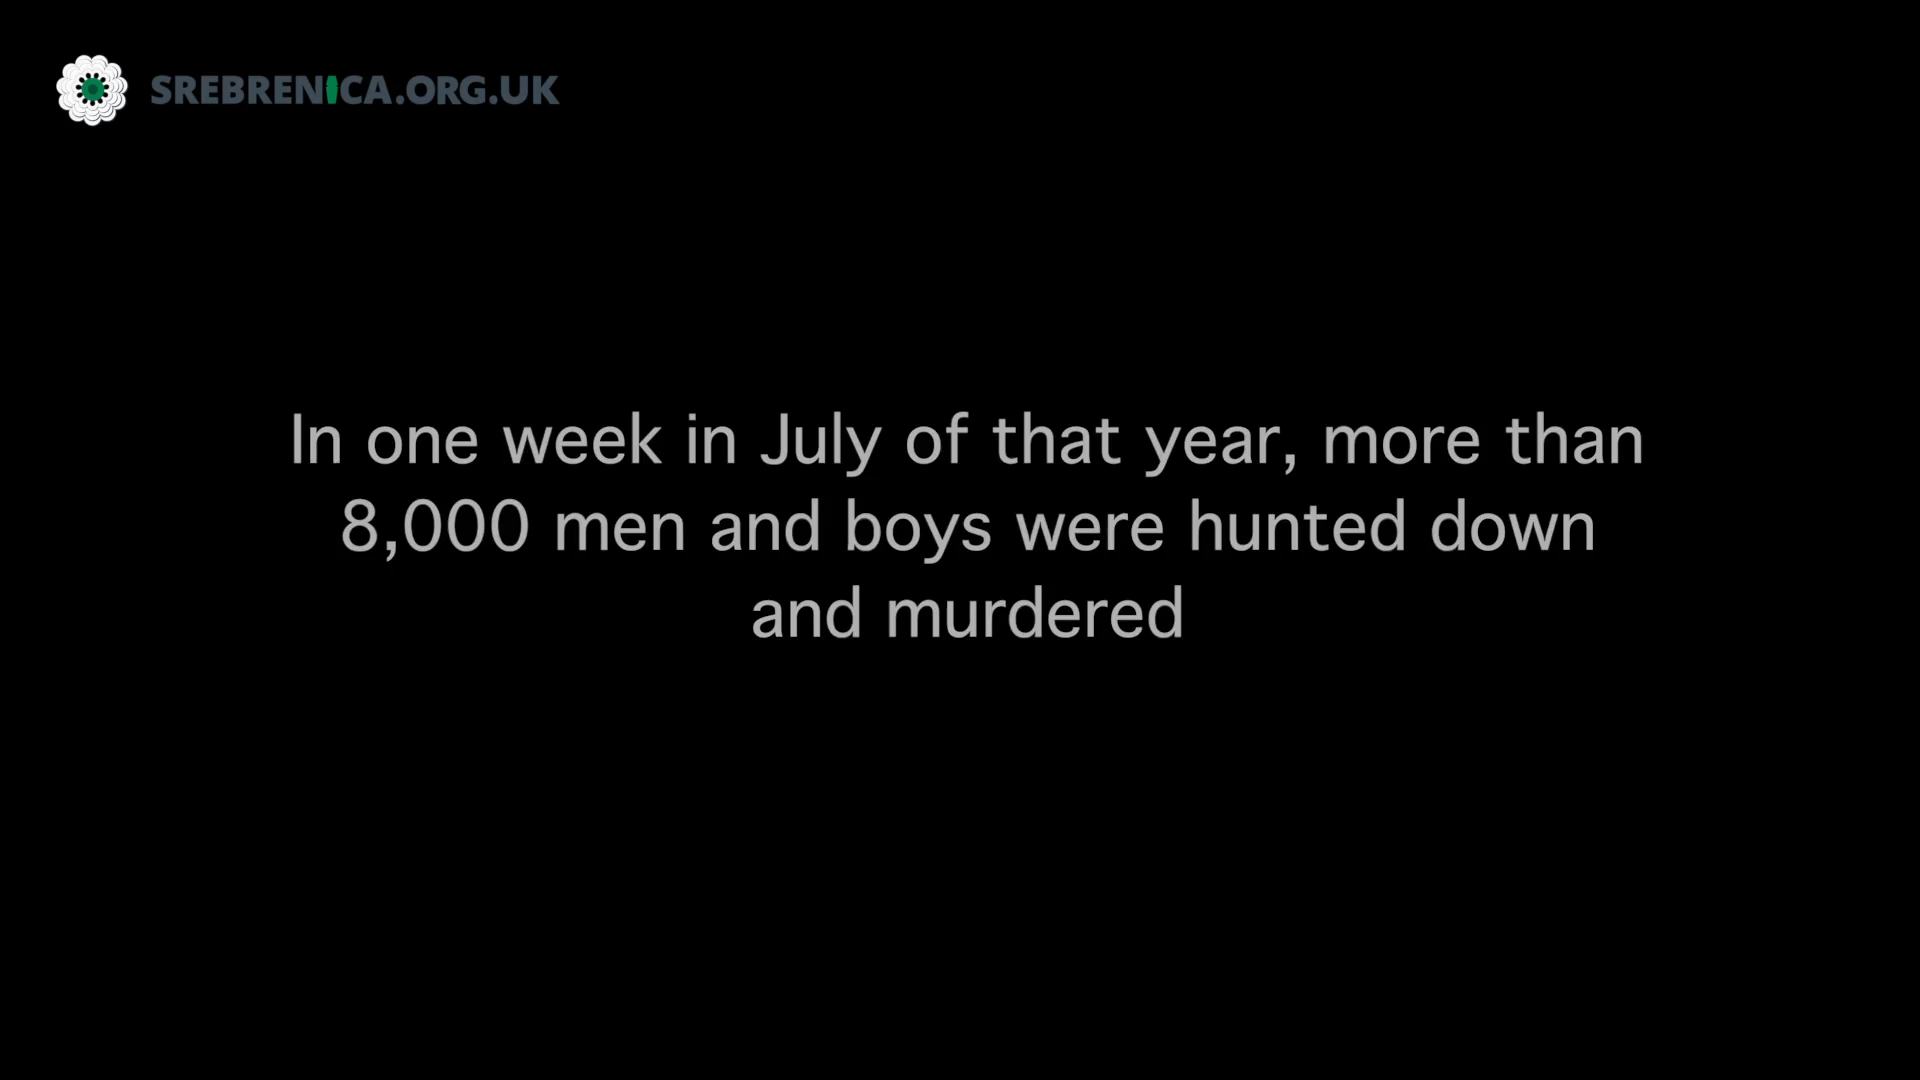 SREBRENICA.ORG.UK
In one week in July of that year, more than
8,000 men and boys were hunted down
and murdered